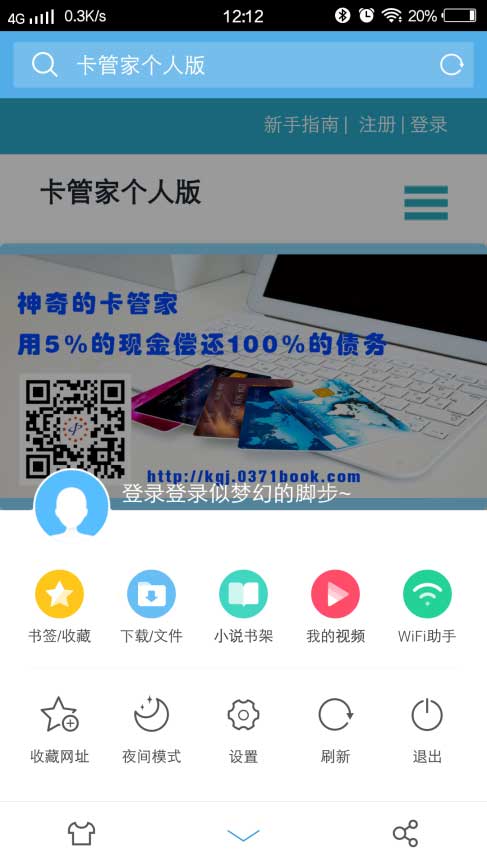 4G 0.3K/s 12:12 20%
卡管家个人版
新手指南 | 注册 | 登录
卡管家个人版
神奇的卡管家
用5%的现金偿还100%的债务
http://kqj.0371book.com
登录登录似梦幻的脚步~
书签/收藏 下载/文件 小说书架 我的视频 WiFi助手
收藏网址 夜间模式 设置 刷新 退出